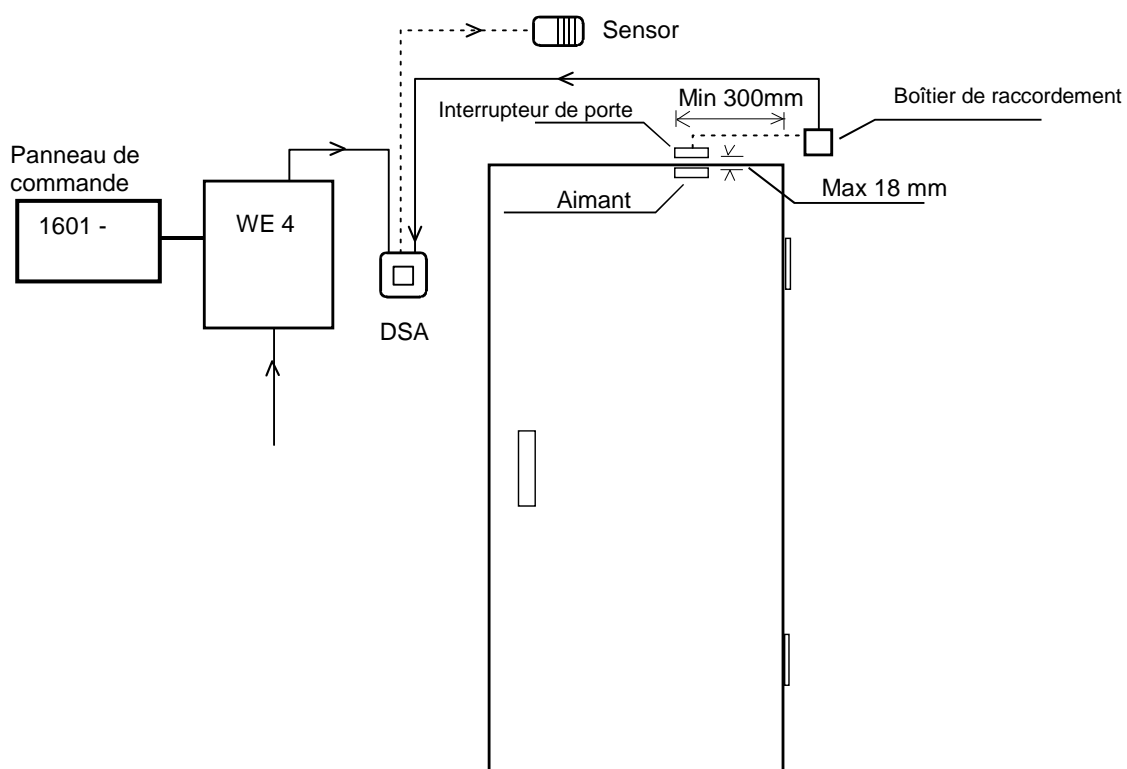 Sensor
Interrupteur de porte
Min 300mm
Boîtier de raccordement
Panneau de
commande
1601 -
WE 4
Aimant
Max 18 mm
DSA